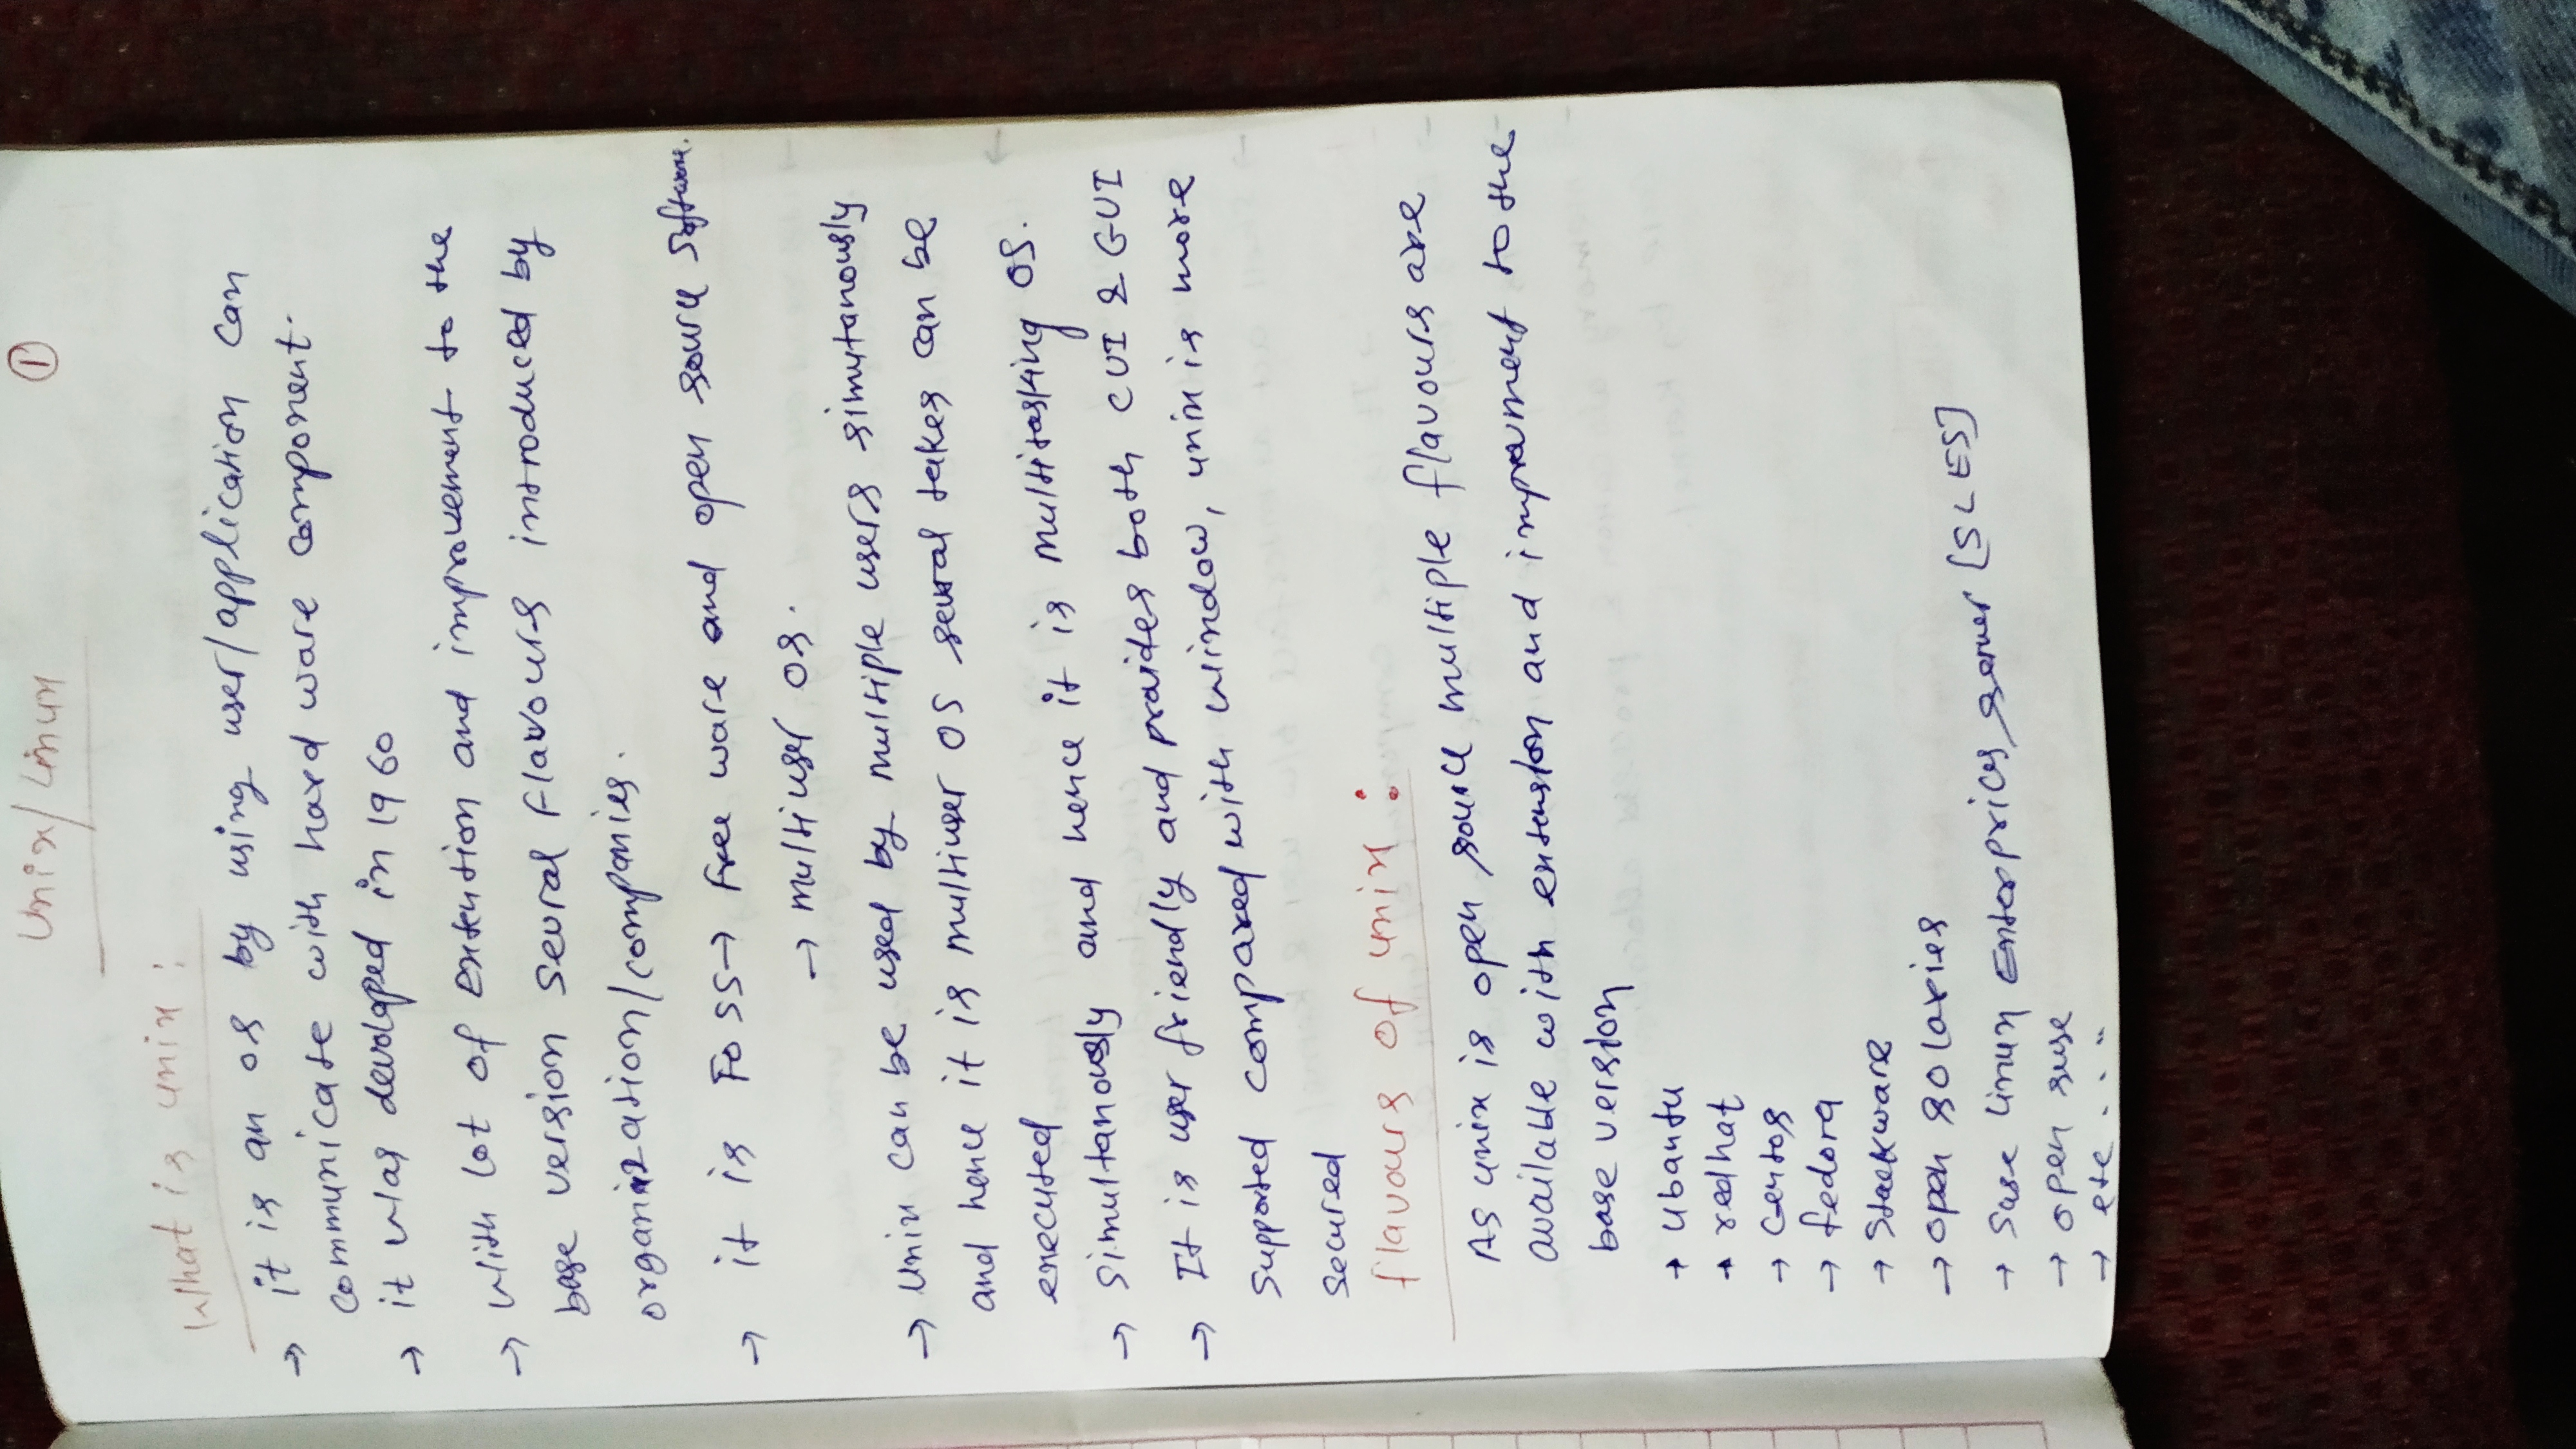 Unix/Linux
1
What is unix :
→ it is an os by using user/application can
communicate with hard ware component.
→ it was devoloped in 1960
→ with lot of extention and improvement to the
base version sevral flavours introduced by
organization/companies.
→ it is FOSS → free ware and open source software.
→ multiuser os.
→ Unix can be used by multiple users simutanously
and hence it is multiuser OS sevral takes can be
executed
→ simultanously and hence it is multitasking OS.
→ It is user friendly and provides both CUI & GUI
supported compared with window, unix is more
secured
flavours of unix :
As unix is open source multiple flavours are
available with extension and improvment to the
base version
→ ubantu
→ redhat
→ centos
→ fedora
→ Stackware
→ open solaries
→ Suse linux Enterprices server [SLES]
→ open suse
→ etc ....